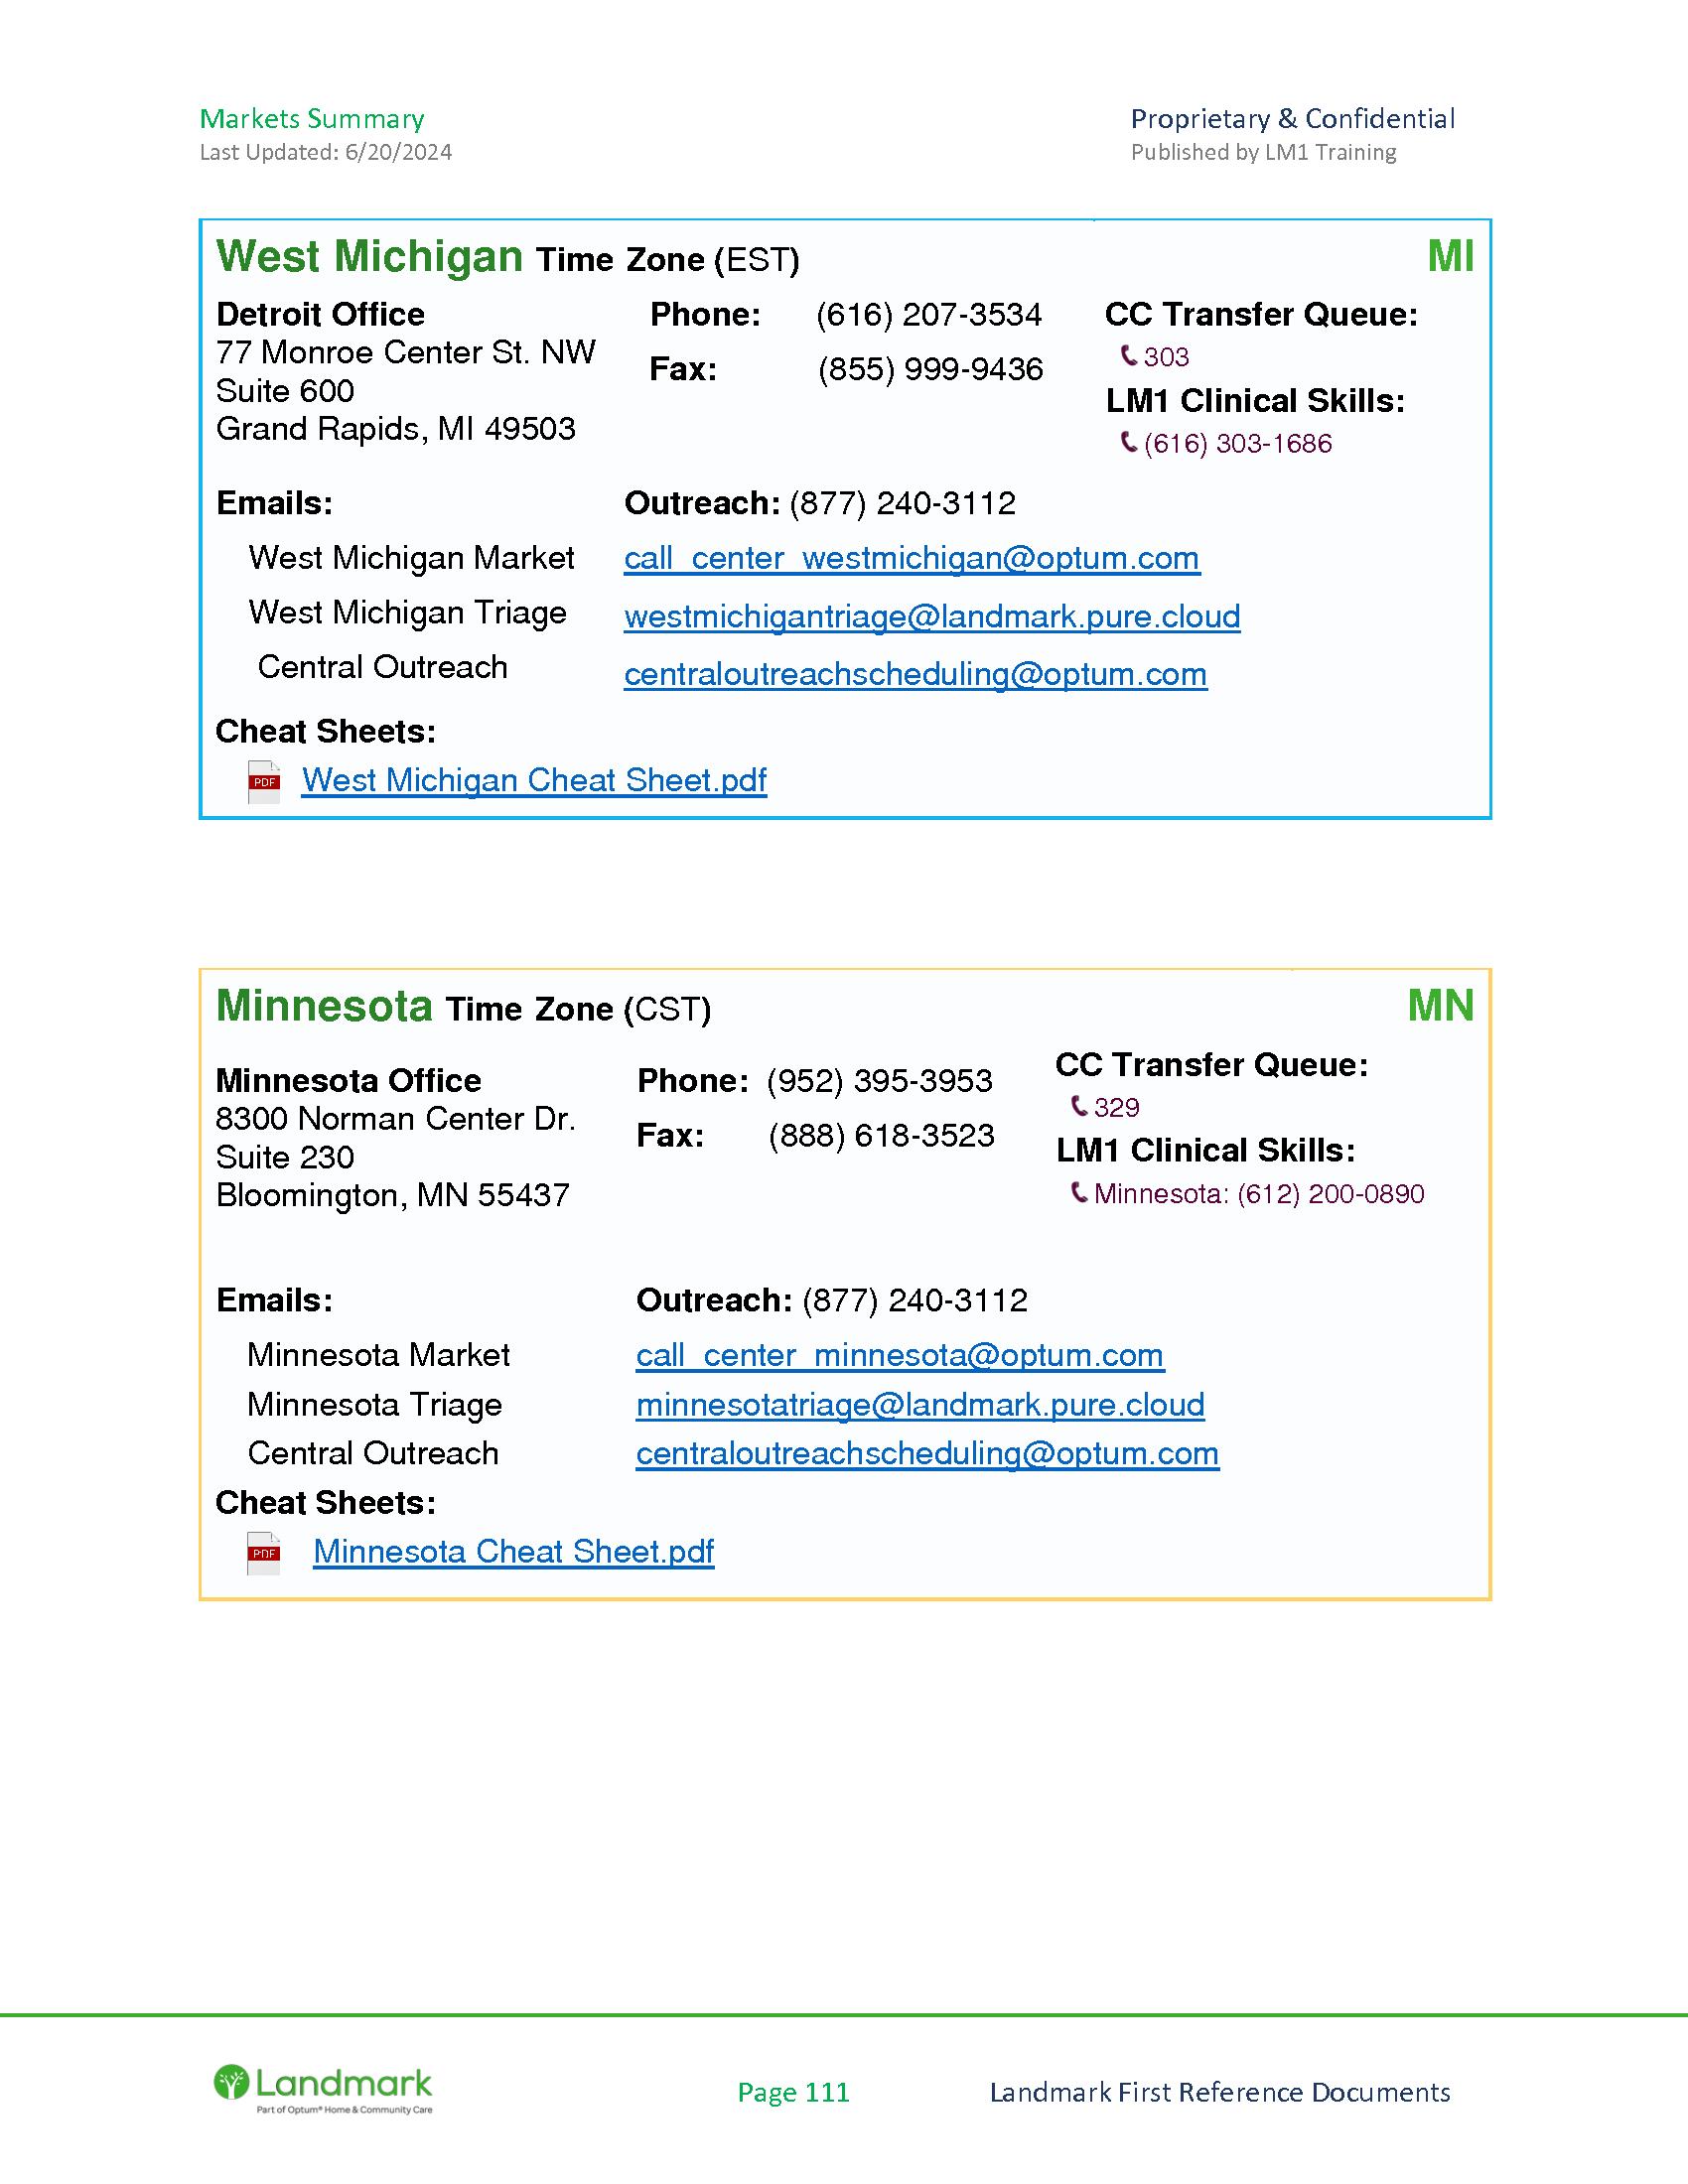 Markets Summary
Proprietary & Confidential
Last Updated: 6/20/2024
Published by LM1 Training
West Michigan Time Zone (EST)
MI
Detroit Office
77 Monroe Center St. NW
Suite 600
Grand Rapids, MI 49503
Phone: (616) 207-3534
Fax: (855) 999-9436
CC Transfer Queue:
303
LM1 Clinical Skills:
(616) 303-1686
Emails:
Outreach: (877) 240-3112
West Michigan Market call_center_westmichigan@optum.com
West Michigan Triage westmichigantriage@landmark.pure.cloud
Central Outreach centraloutreachscheduling@optum.com
Cheat Sheets:
PDF West Michigan Cheat Sheet.pdf
Minnesota Time Zone (CST)
MN
Minnesota Office
8300 Norman Center Dr.
Suite 230
Bloomington, MN 55437
Phone: (952) 395-3953
Fax: (888) 618-3523
CC Transfer Queue:
329
LM1 Clinical Skills:
Minnesota: (612) 200-0890
Emails:
Outreach: (877) 240-3112
Minnesota Market call_center_minnesota@optum.com
Minnesota Triage minnesotatriage@landmark.pure.cloud
Central Outreach centraloutreachscheduling@optum.com
Cheat Sheets:
PDF Minnesota Cheat Sheet.pdf
Landmark
Part of Optum® Home & Community Care
Page 111
Landmark First Reference Documents